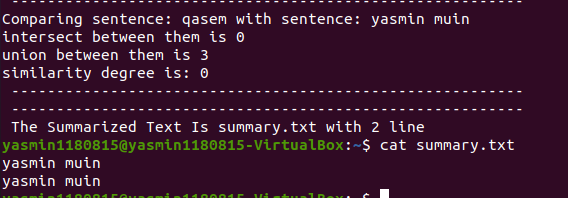 ------------------------------------------------------
Comparing sentence: qasem with sentence: yasmin muin
intersect between them is 0
union between them is 3
similarity degree is: 0
------------------------------------------------------
------------------------------------------------------
The Summarized Text Is summary.txt with 2 line
yasmin1180815@yasmin1180815-VirtualBox:~$ cat summary.txt
yasmin muin
yasmin muin
yasmin1180815@yasmin1180815-VirtualBox:~$